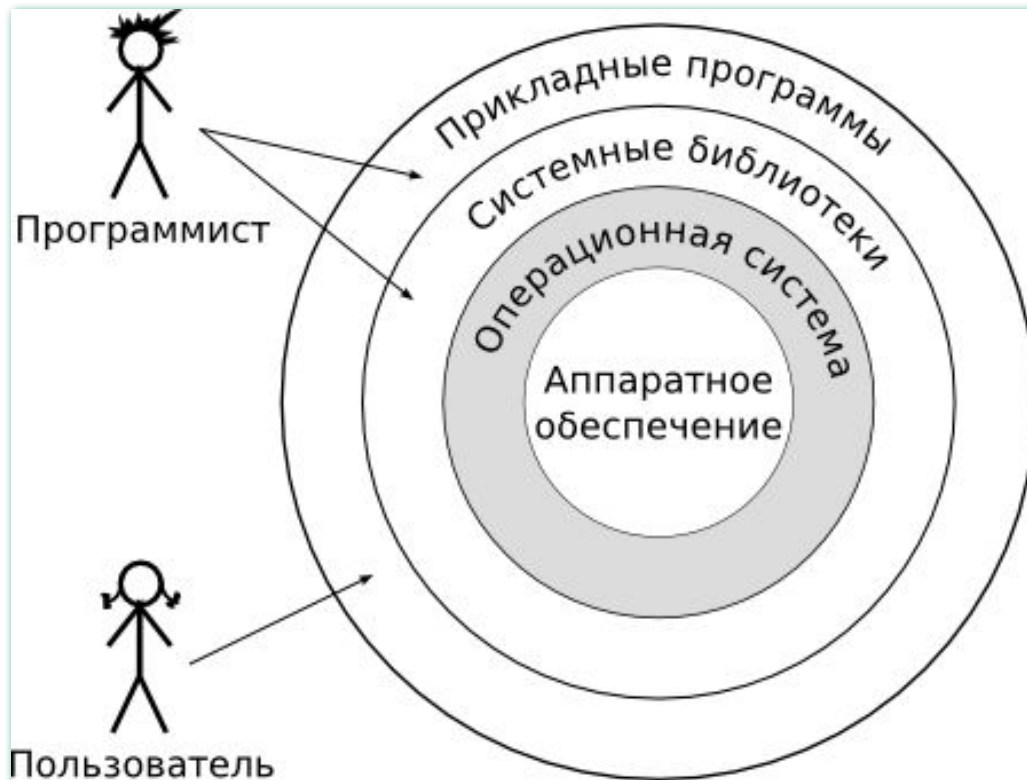 Прикладные программы
Системные библиотеки
Операционная система
Аппаратное
обеспечение
Программист
Пользователь